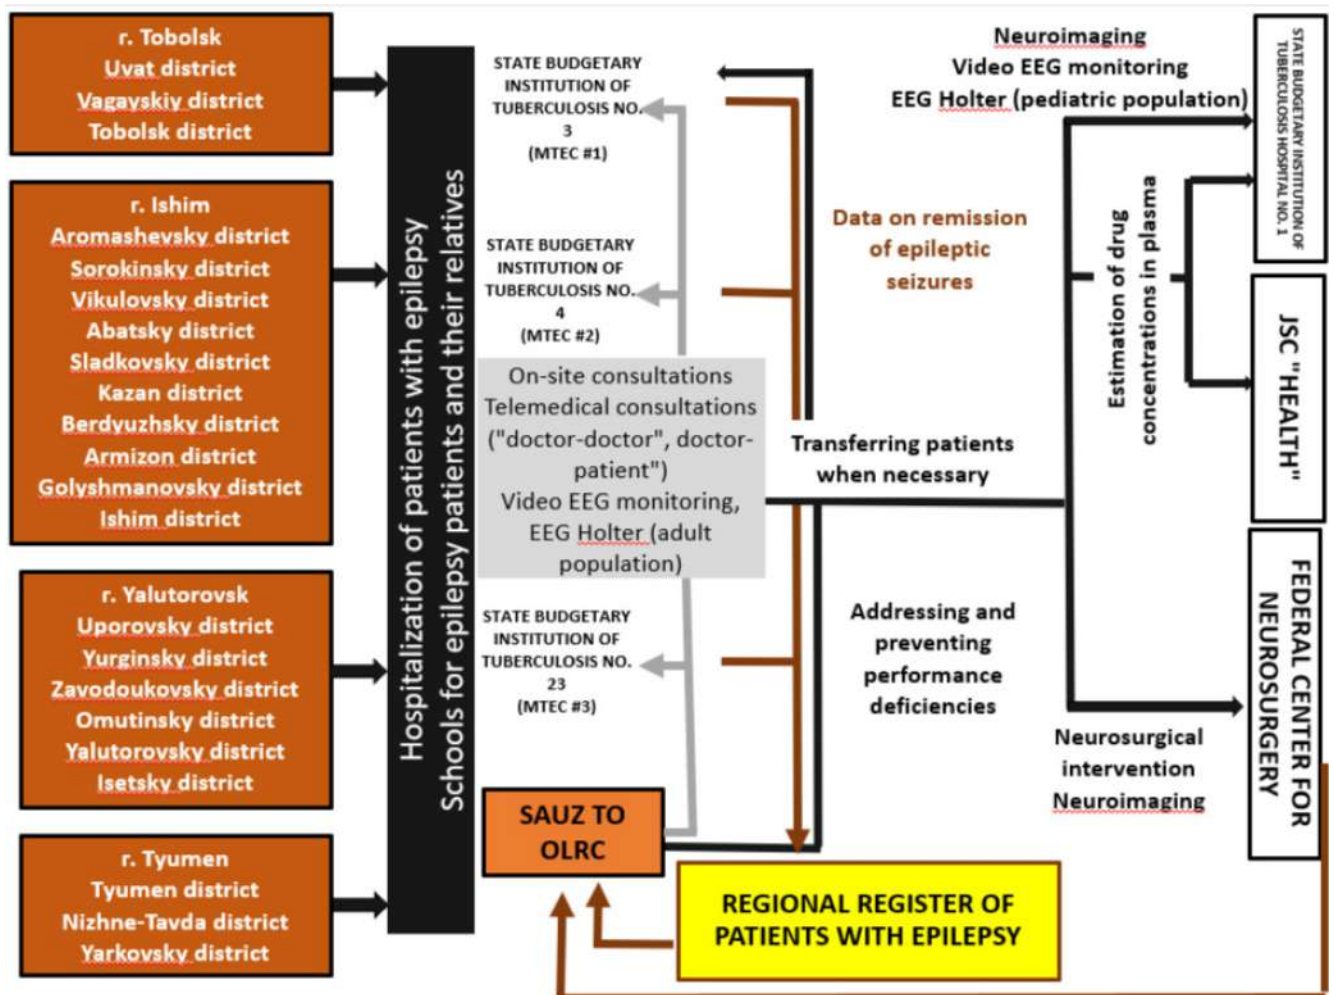 r. Tobolsk
Uvat district
Vagayskiy district
Tobolsk district
r. Ishim
Aromashevsky district
Sorokinsky district
Vikulovsky district
Abatsky district
Sladkovsky district
Kazan district
Berdyuzhsky district
Armizon district
Golyshmanovsky district
Ishim district
r. Yalutorovsk
Uporovsky district
Yurginsky district
Zavodoukovsky district
Omutinsky district
Yalutorovsky district
Isetsky district
r. Tyumen
Tyumen district
Nizhne-Tavda district
Yarkovsky district
Hospitalization of patients with epilepsy
Schools for epilepsy patients and their relatives
STATE BUDGETARY
INSTITUTION OF
TUBERCULOSIS NO.
3
(MTEC #1)
STATE BUDGETARY
INSTITUTION OF
TUBERCULOSIS NO.
4
(MTEC #2)
On-site consultations
Telemedical consultations
("doctor-doctor", doctor-
patient")
Video EEG monitoring,
EEG Holter (adult
population)
STATE BUDGETARY
INSTITUTION OF
TUBERCULOSIS NO.
23
(MTEC #3)
SAUZ TO
OLRC
REGIONAL REGISTER OF
PATIENTS WITH EPILEPSY
Data on remission
of epileptic
seizures
Transferring patients
when necessary
Addressing and
preventing
performance
deficiencies
Neuroimaging
Video EEG monitoring
EEG Holter (pediatric population)
Estimation of drug
concentrations in plasma
Neurosurgical
intervention
Neuroimaging
STATE BUDGETARY INSTITUTION OF
TUBERCULOSIS HOSPITAL NO. 1
JSC "HEALTH"
FEDERAL CENTER FOR
NEUROSURGERY